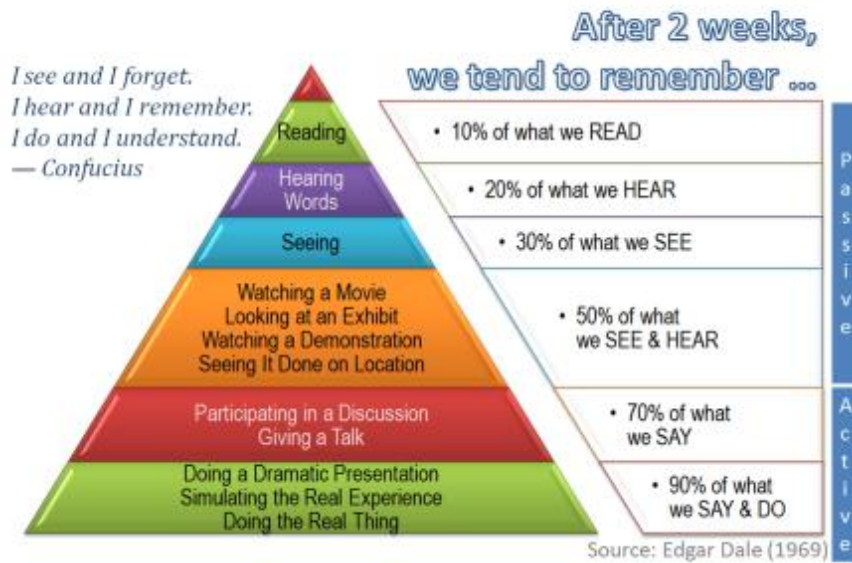 After 2 weeks,
we tend to remember ...
I see and I forget.
I hear and I remember.
I do and I understand.
— Confucius
Reading
• 10% of what we READ
Hearing
Words
• 20% of what we HEAR
Seeing
• 30% of what we SEE
Watching a Movie
Looking at an Exhibit
Watching a Demonstration
Seeing It Done on Location
• 50% of what
we SEE & HEAR
Passive
Participating in a Discussion
Giving a Talk
• 70% of what
we SAY
Doing a Dramatic Presentation
Simulating the Real Experience
Doing the Real Thing
• 90% of what
we SAY & DO
Active
Source: Edgar Dale (1969)